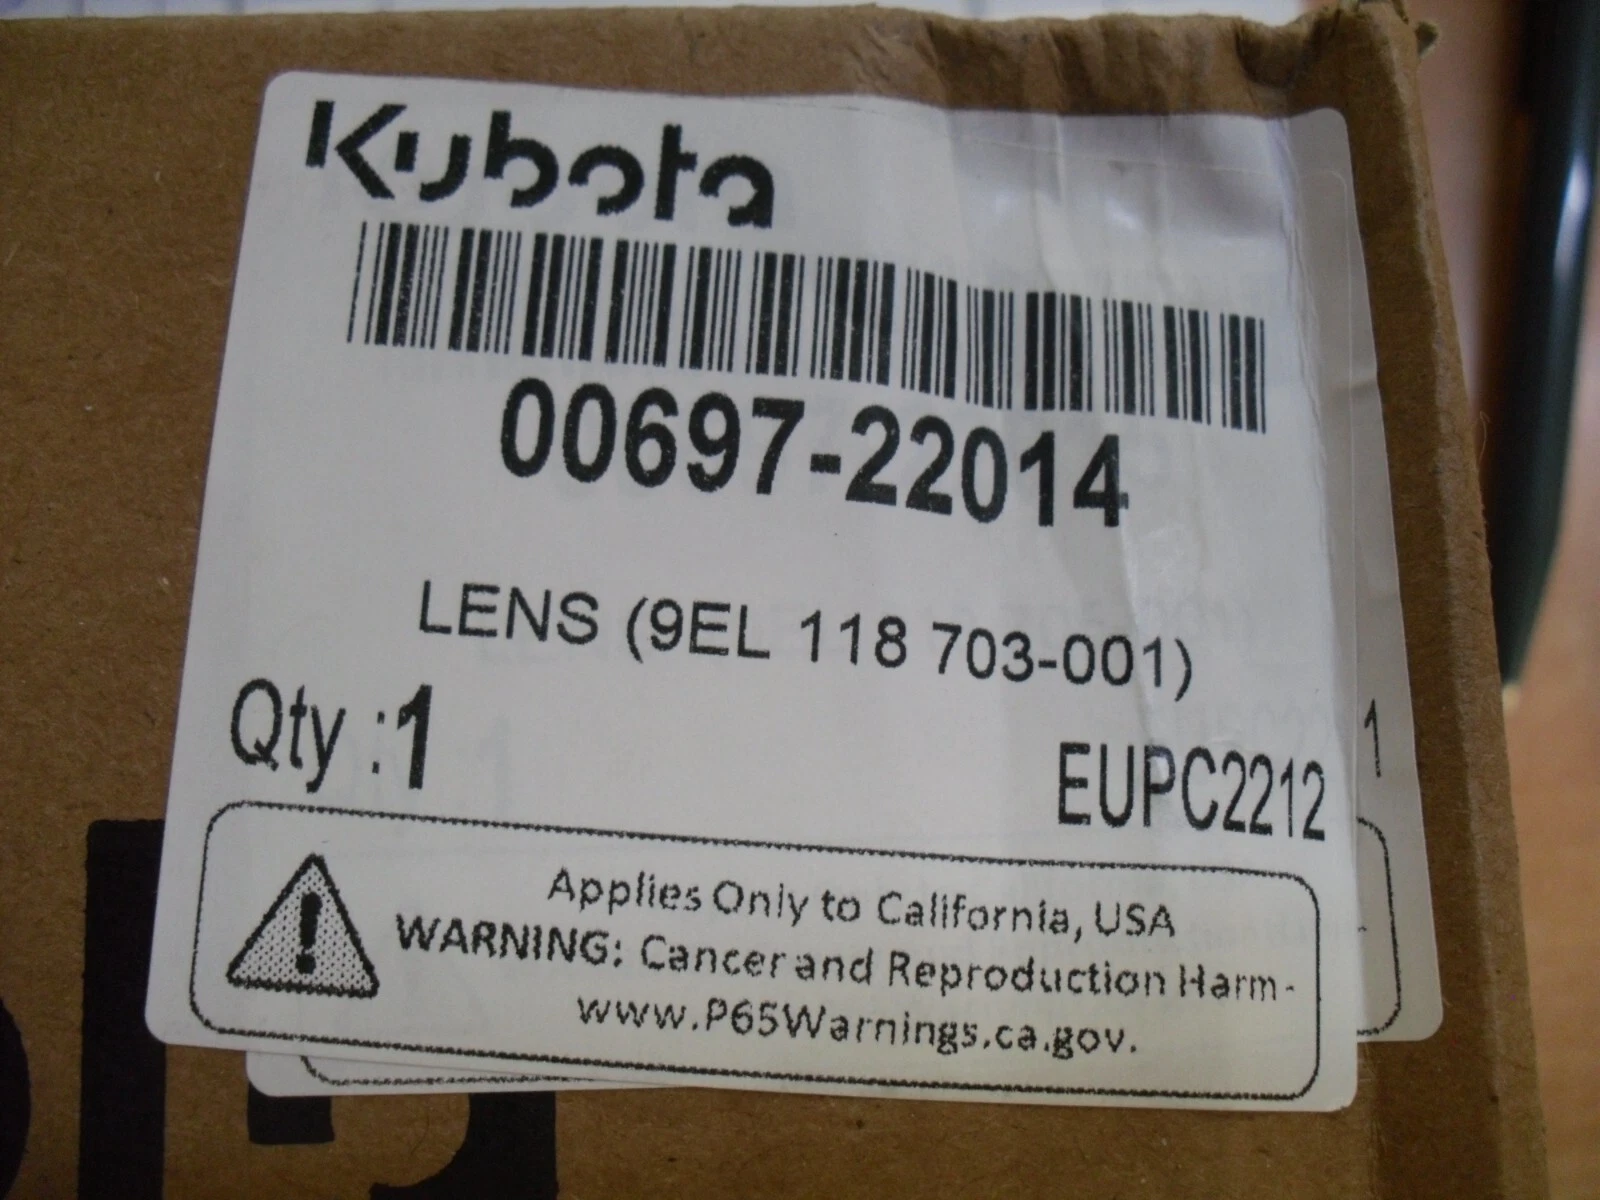 Kubota
00697-22014
LENS (9EL 118 703-001)
Qty :1
EUPC2212
1
Applies Only to California, USA
WARNING: Cancer and Reproduction Harm-
www.P65Warnings.ca.gov.